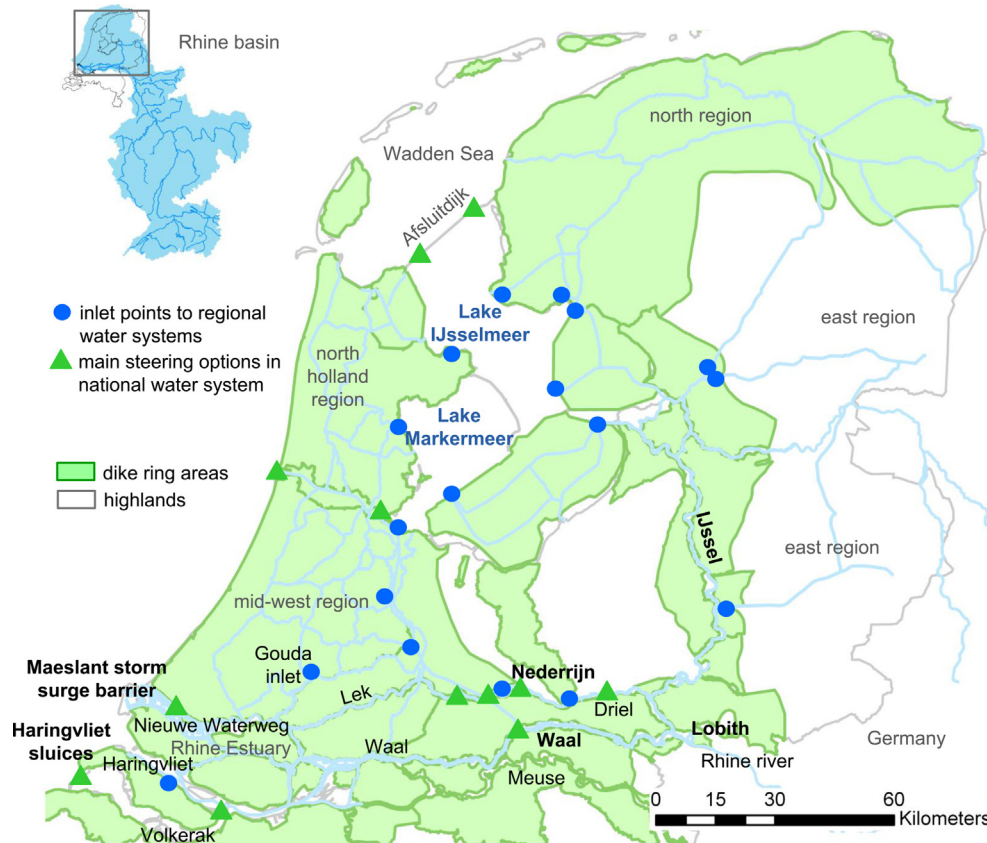 Rhine basin
Wadden Sea
north region
Afsluitdijk
inlet points to regional
water systems
main steering options in
national water system
Lake
IJsselmeer
east region
north
holland
region
Lake
Markermeer
dike ring areas
highlands
IJssel
east region
mid-west region
Gouda
inlet
Maeslant storm
surge barrier
Nederrijn
Lek
Driel
Nieuwe Waterweg
Haringvliet
sluices
Rhine Estuary
Waal
Waal
Lobith
Germany
Haringvliet
Rhine river
Meuse
Volkerak
0 15 30 60
Kilometers